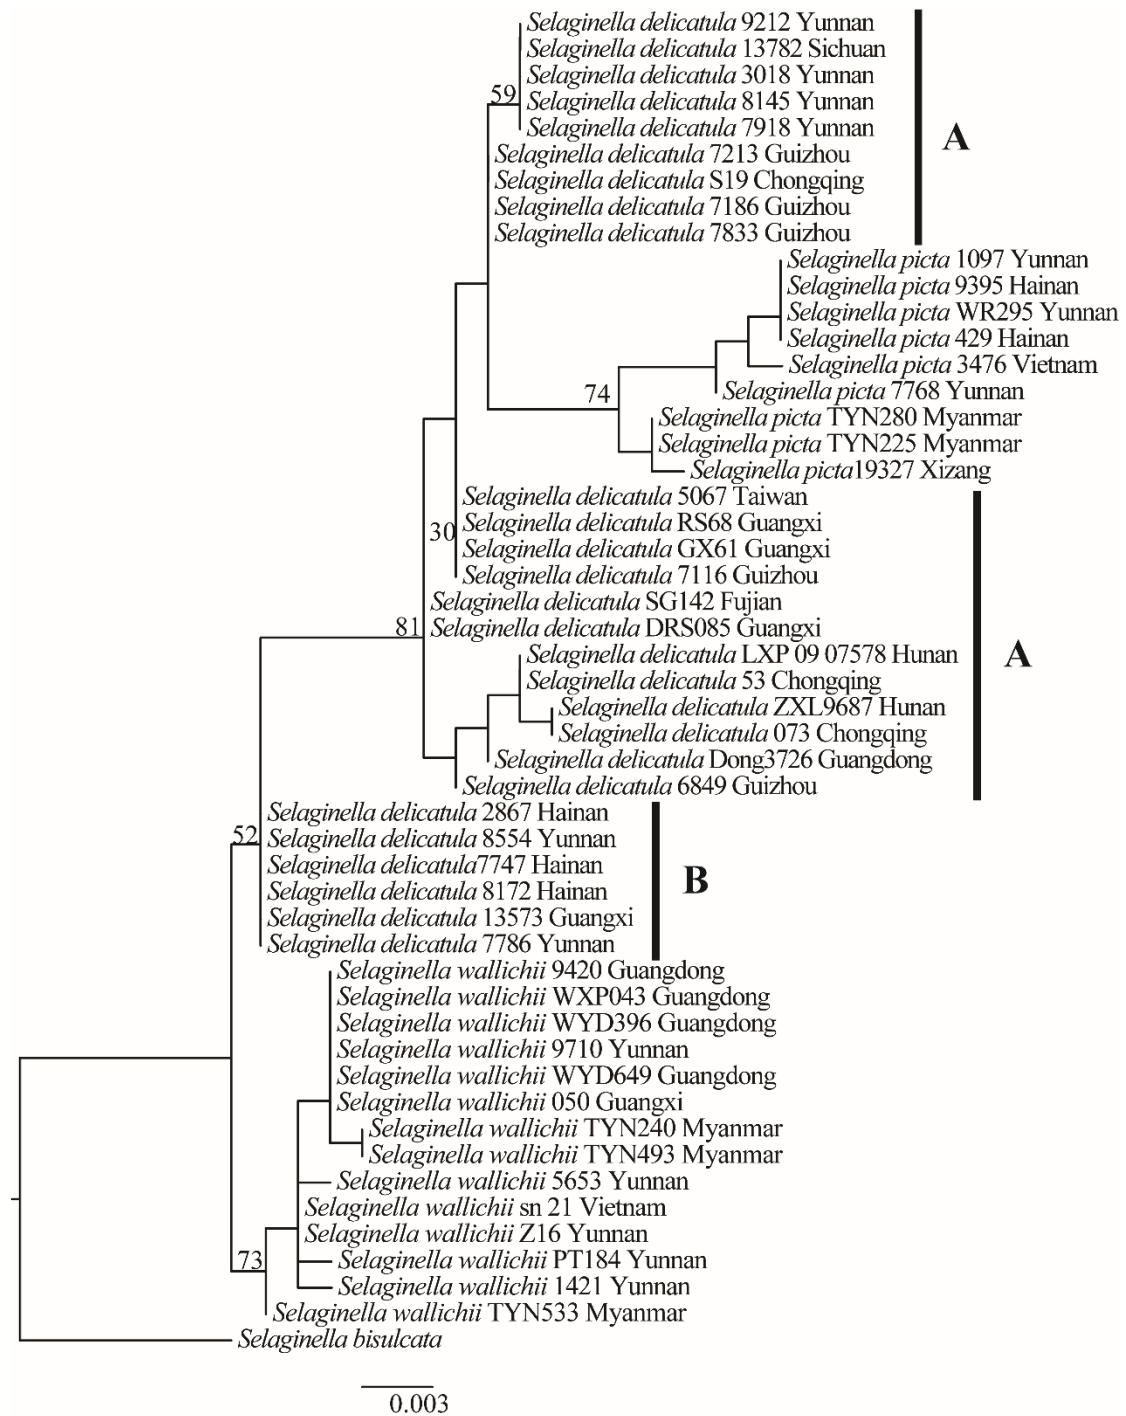 Selaginella delicatula 9212 Yunnan
Selaginella delicatula 13782 Sichuan
Selaginella delicatula 3018 Yunnan
59
Selaginella delicatula 8145 Yunnan
Selaginella delicatula 7918 Yunnan
A
Selaginella delicatula 7213 Guizhou
Selaginella delicatula S19 Chongqing
Selaginella delicatula 7186 Guizhou
Selaginella delicatula 7833 Guizhou
Selaginella picta 1097 Yunnan
Selaginella picta 9395 Hainan
Selaginella picta WR295 Yunnan
Selaginella picta 429 Hainan
Selaginella picta 3476 Vietnam
74
Selaginella picta 7768 Yunnan
Selaginella picta TYN280 Myanmar
Selaginella picta TYN225 Myanmar
Selaginella picta19327 Xizang
Selaginella delicatula 5067 Taiwan
Selaginella delicatula RS68 Guangxi
30
Selaginella delicatula GX61 Guangxi
Selaginella delicatula 7116 Guizhou
Selaginella delicatula SG142 Fujian
81
Selaginella delicatula DRS085 Guangxi
Selaginella delicatula LXP 09 07578 Hunan
A
Selaginella delicatula 53 Chongqing
Selaginella delicatula ZXL9687 Hunan
Selaginella delicatula 073 Chongqing
Selaginella delicatula Dong3726 Guangdong
Selaginella delicatula 6849 Guizhou
Selaginella delicatula 2867 Hainan
52
Selaginella delicatula 8554 Yunnan
Selaginella delicatula7747 Hainan
B
Selaginella delicatula 8172 Hainan
Selaginella delicatula 13573 Guangxi
Selaginella delicatula 7786 Yunnan
Selaginella wallichii 9420 Guangdong
Selaginella wallichii WXP043 Guangdong
Selaginella wallichii WYD396 Guangdong
Selaginella wallichii 9710 Yunnan
Selaginella wallichii WYD649 Guangdong
Selaginella wallichii 050 Guangxi
Selaginella wallichii TYN240 Myanmar
Selaginella wallichii TYN493 Myanmar
Selaginella wallichii 5653 Yunnan
Selaginella wallichii sn 21 Vietnam
Selaginella wallichii Z16 Yunnan
73
Selaginella wallichii PT184 Yunnan
Selaginella wallichii 1421 Yunnan
Selaginella wallichii TYN533 Myanmar
Selaginella bisulcata
0.003